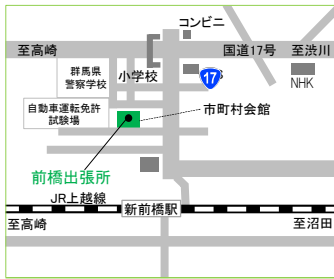 コンビニ
至高崎
国道17号
至渋川
群馬県
警察学校
小学校
17
NHK
自動車運転免許
試験場
市町村会館
前橋出張所
JR上越線
新前橋駅
至高崎
至沼田